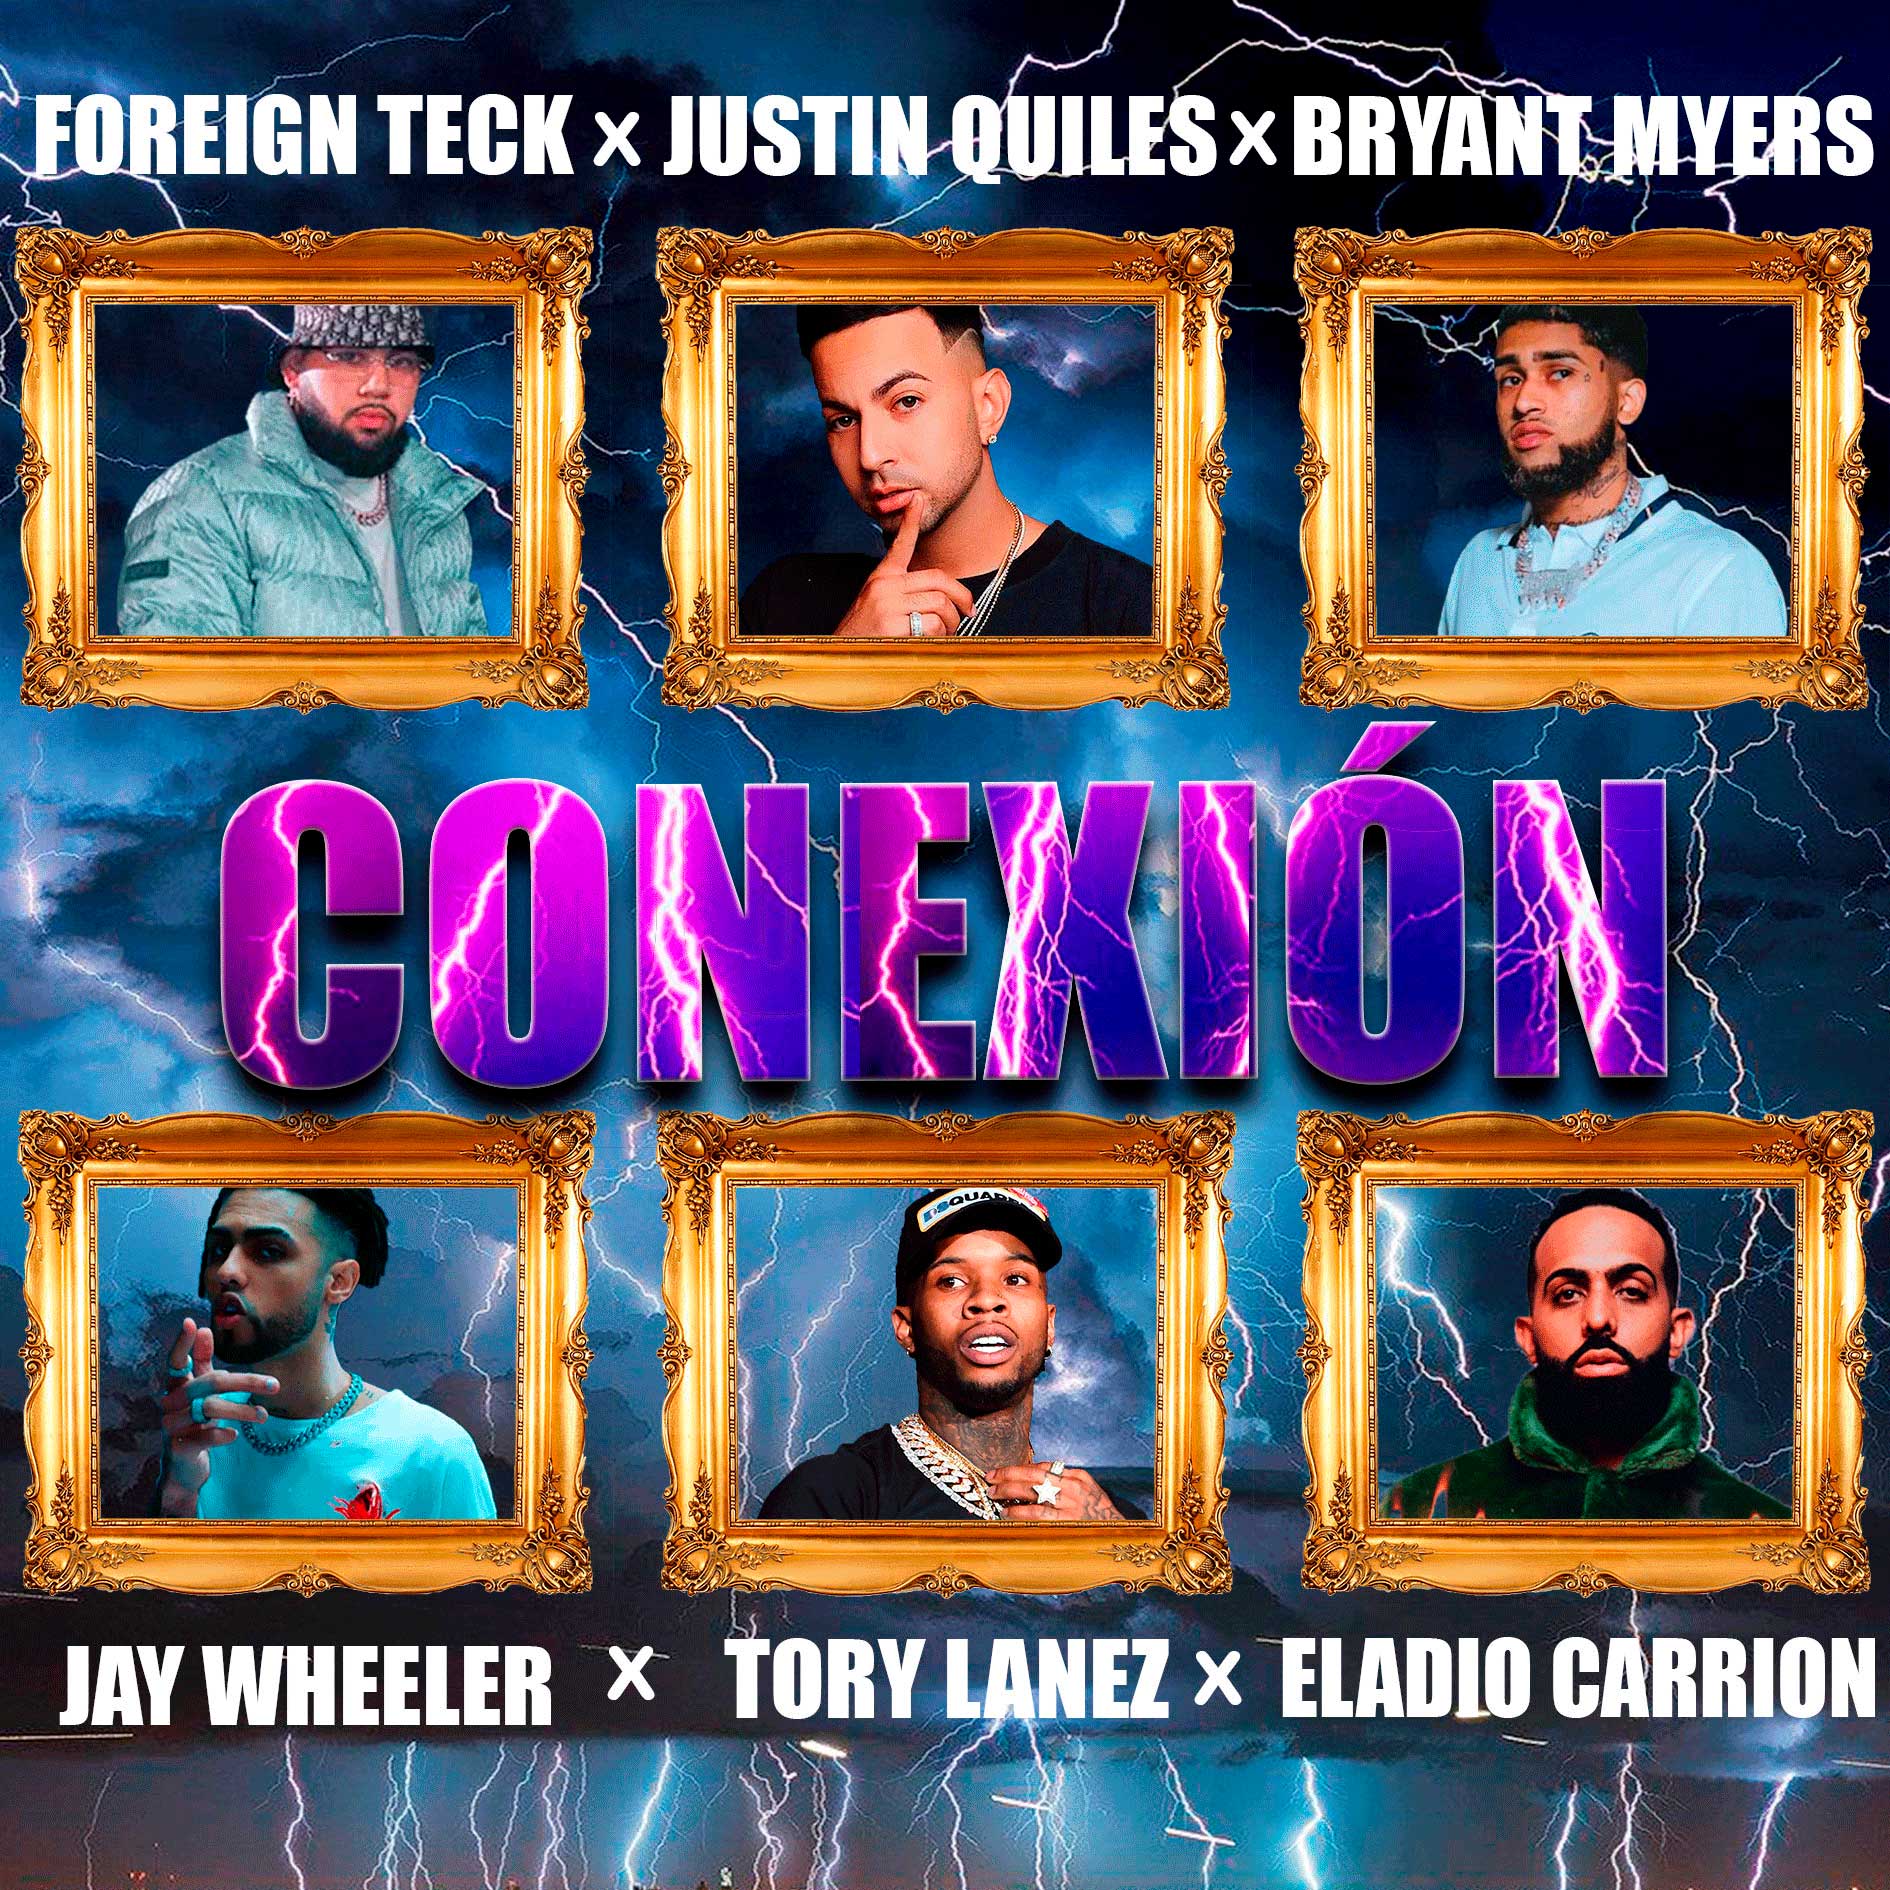 FOREIGN TECK x JUSTIN QUILES x BRYANT MYERS
CONEXIÓN
JAY WHEELER x TORY LANEZ x ELADIO CARRION